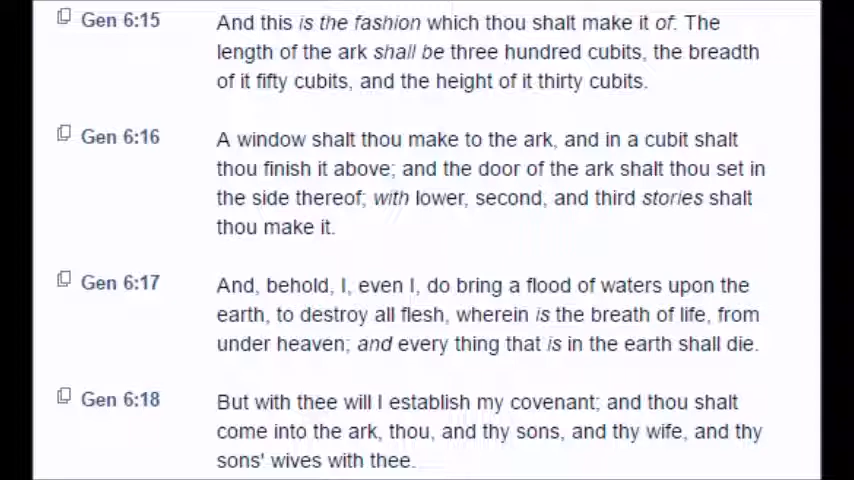 Gen 6:15 And this is the fashion which thou shalt make it of: The
length of the ark shall be three hundred cubits, the breadth
of it fifty cubits, and the height of it thirty cubits.
Gen 6:16 A window shalt thou make to the ark, and in a cubit shalt
thou finish it above; and the door of the ark shalt thou set in
the side thereof; with lower, second, and third stories shalt
thou make it.
Gen 6:17 And, behold, I, even I, do bring a flood of waters upon the
earth, to destroy all flesh, wherein is the breath of life, from
under heaven; and every thing that is in the earth shall die.
Gen 6:18 But with thee will I establish my covenant; and thou shalt
come into the ark, thou, and thy sons, and thy wife, and thy
sons' wives with thee.